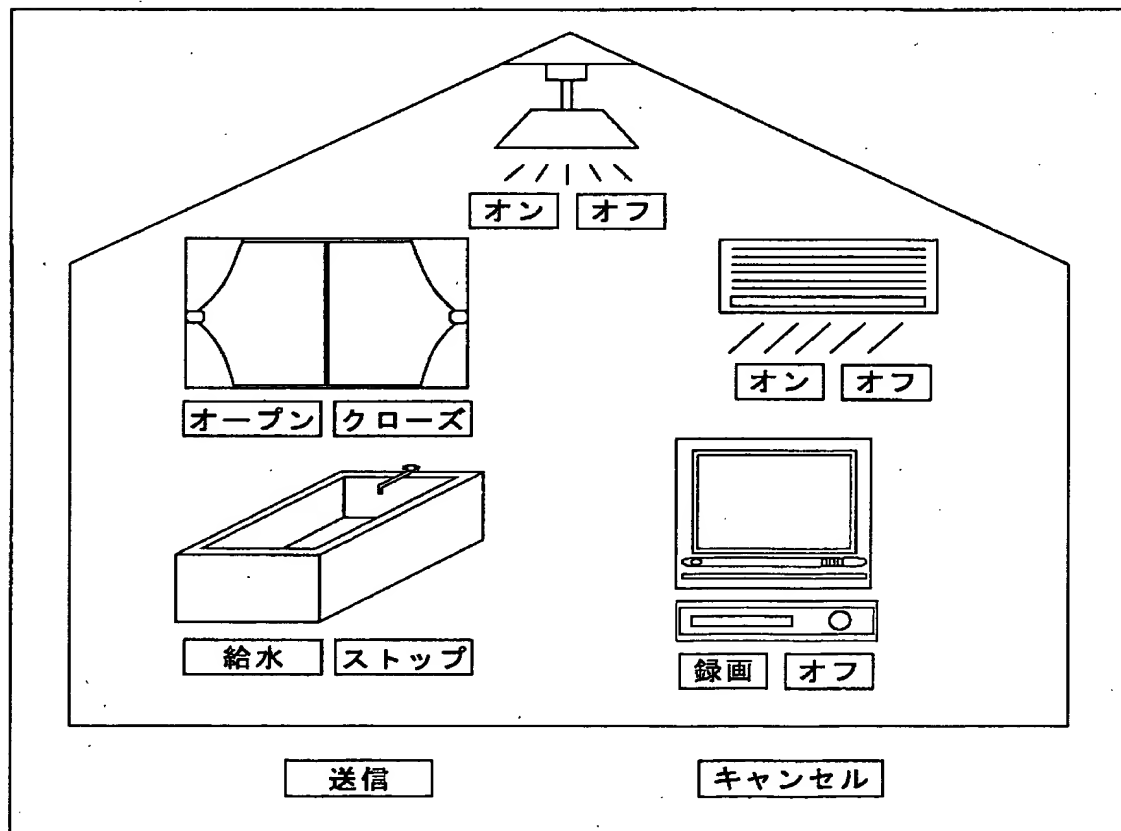 オン オフ
オン オフ
オープン クローズ
給水 ストップ
録画 オフ
送信 キャンセル